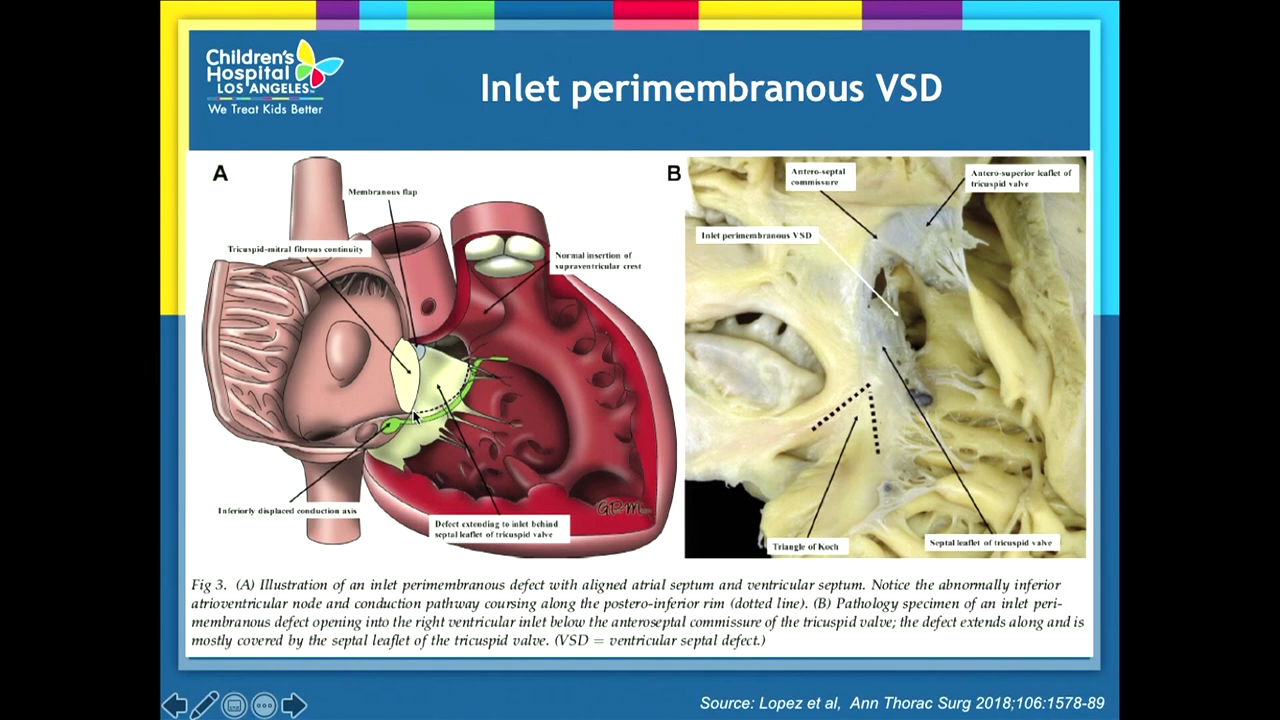 Children's
Hospital
LOS ANGELES™
We Treat Kids Better
Inlet perimembranous VSD
A
Membranous flap
Tricuspid-mitral fibrous continuity
Normal insertion of
supraventricular crest
Inferiorly displaced conduction axis
Defect extending to inlet behind
septal leaflet of tricuspid valve
GEM
B
Antero-septal
commissure
Antero-superior leaflet of
tricuspid valve
Inlet perimembranous VSD
Triangle of Koch
Septal leaflet of tricuspid valve
Fig 3. (A) Illustration of an inlet perimembranous defect with aligned atrial septum and ventricular septum. Notice the abnormally inferior
atrioventricular node and conduction pathway coursing along the postero-inferior rim (dotted line). (B) Pathology specimen of an inlet peri-
membranous defect opening into the right ventricular inlet below the anteroseptal commissure of the tricuspid valve; the defect extends along and is
mostly covered by the septal leaflet of the tricuspid valve. (VSD = ventricular septal defect.)
Source: Lopez et al, Ann Thorac Surg 2018;106:1578-89